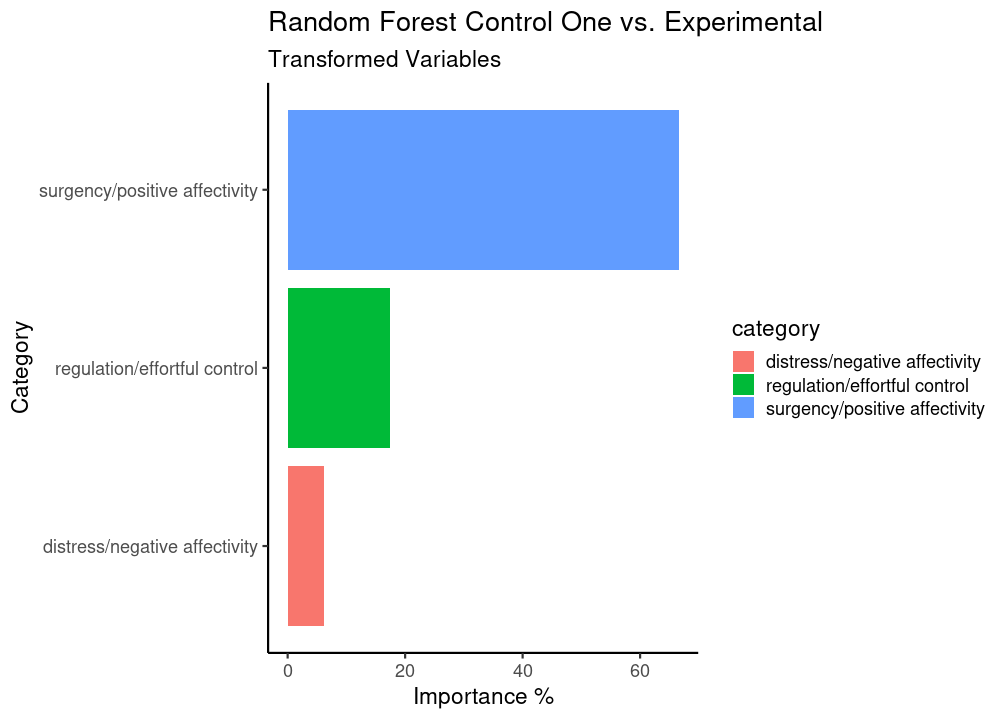 Random Forest Control One vs. Experimental
Transformed Variables
Category
surgency/positive affectivity
regulation/effortful control
distress/negative affectivity
0 20 40 60
Importance %
category
distress/negative affectivity
regulation/effortful control
surgency/positive affectivity